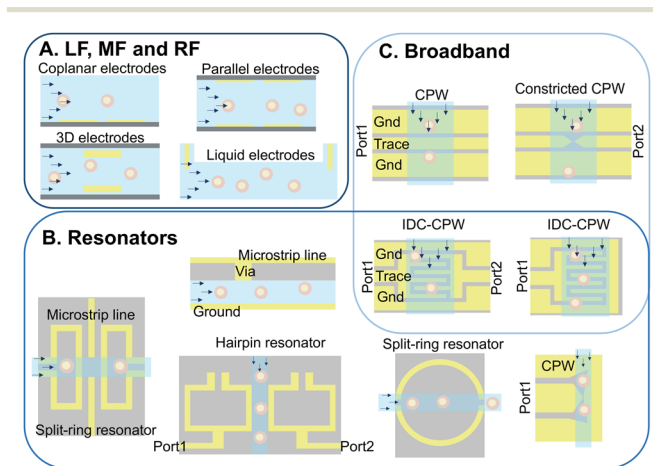 A. LF, MF and RF
Coplanar electrodes
Parallel electrodes
3D electrodes
Liquid electrodes
C. Broadband
CPW
Constricted CPW
Port1
Gnd
Trace
Gnd
Port2
IDC-CPW
IDC-CPW
Port1
Gnd
Trace
Gnd
Port2
Port1
B. Resonators
Microstrip line
Via
Ground
Microstrip line
Split-ring resonator
Hairpin resonator
Port1
Port2
Split-ring resonator
CPW
Port1